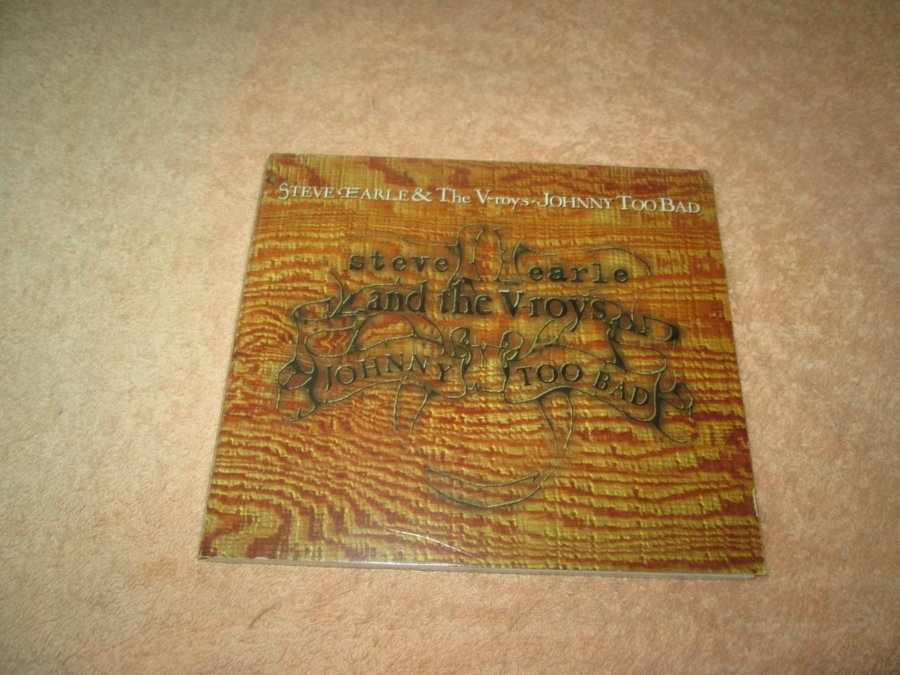 STEVE EARLE & The V-roys · JOHNNY TOO BAD
steve earle
and the V-roys
JOHNNY TOO BAD